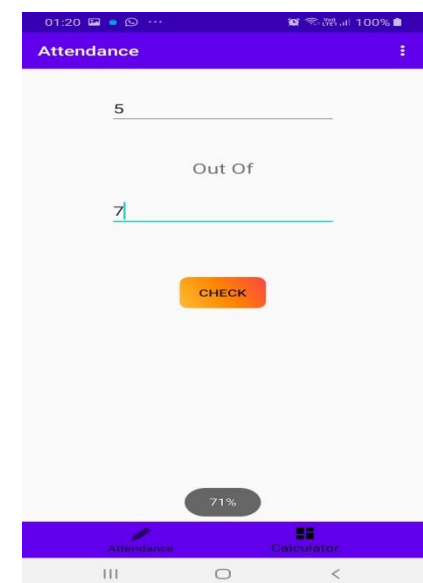 01:20 ... 100%
Attendance
5
Out Of
7
CHECK
71%
Attendance Calculator